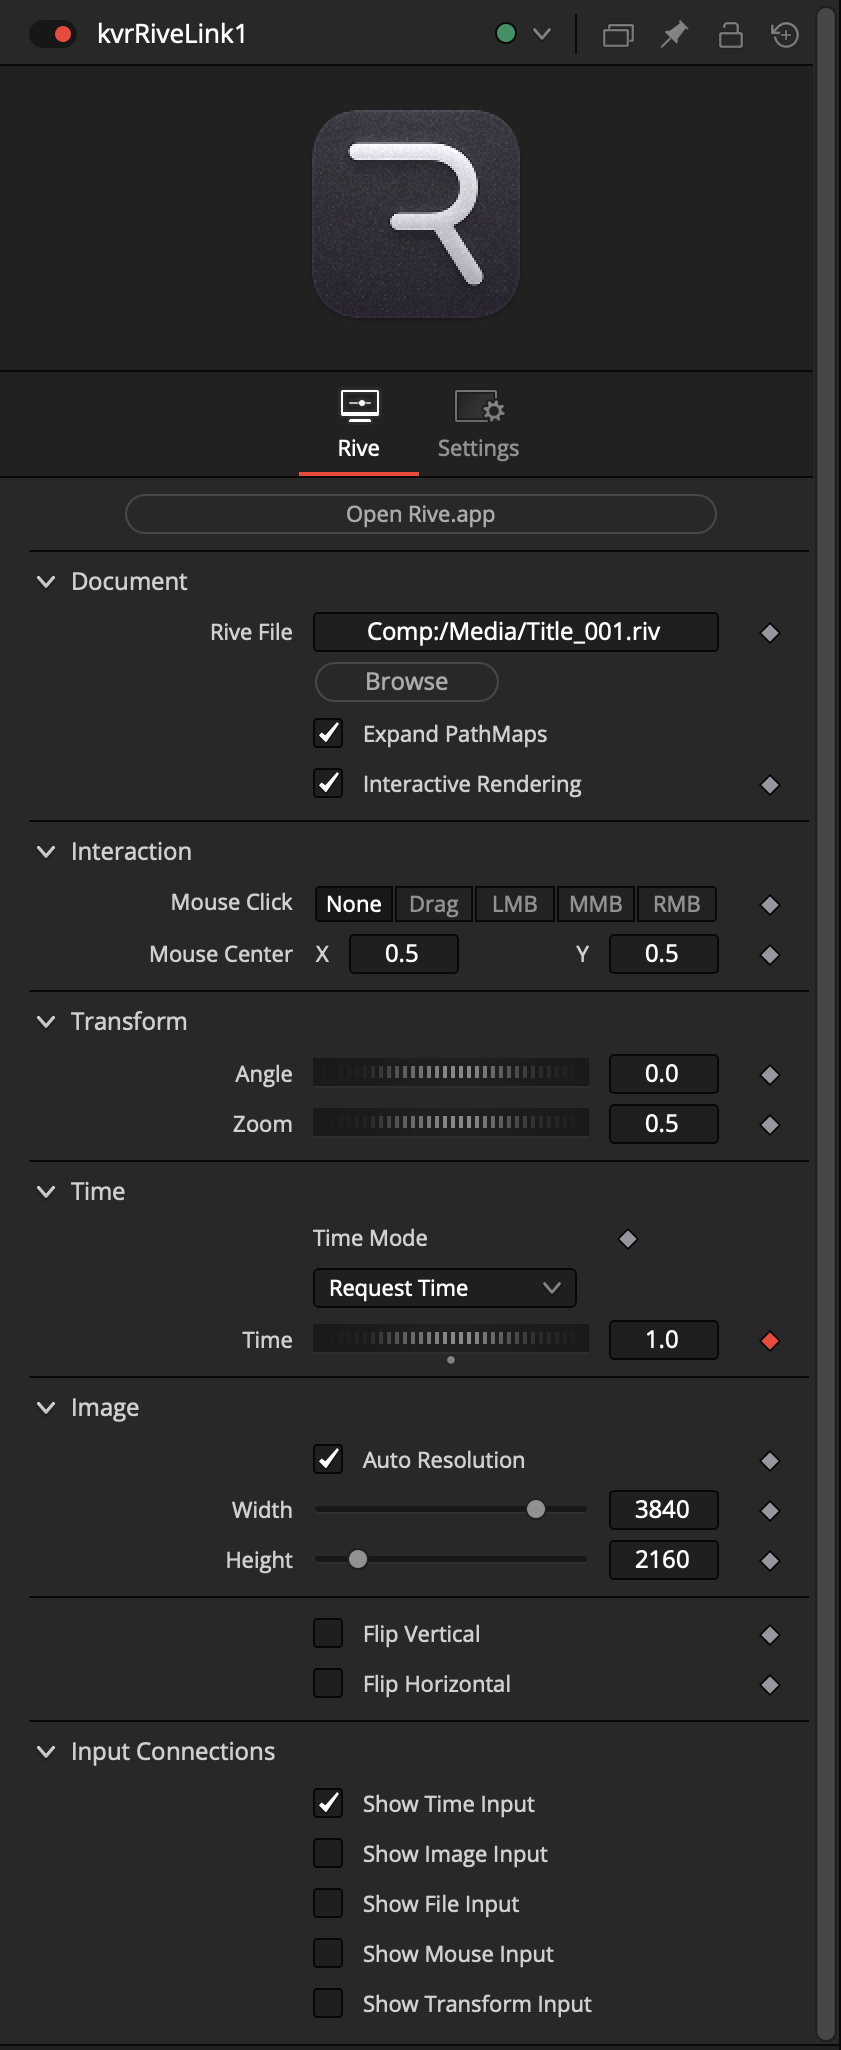 kvrRiveLink1
R
Rive Settings
Open Rive.app
Document
Rive File Comp:/Media/Title_001.riv
Browse
Expand PathMaps
Interactive Rendering
Interaction
Mouse Click None Drag LMB MMB RMB
Mouse Center X 0.5 Y 0.5
Transform
Angle 0.0
Zoom 0.5
Time
Time Mode
Request Time
Time 1.0
Image
Auto Resolution
Width 3840
Height 2160
Flip Vertical
Flip Horizontal
Input Connections
Show Time Input
Show Image Input
Show File Input
Show Mouse Input
Show Transform Input